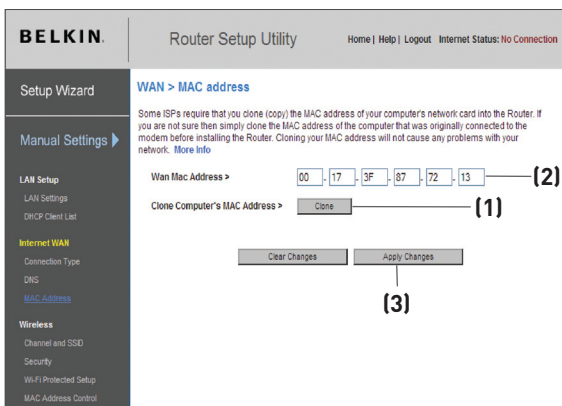 BELKIN.
Router Setup Utility
Home | Help | Logout Internet Status: No Connection
Setup Wizard
Manual Settings
LAN Setup
LAN Settings
DHCP Client List
Internet WAN
Connection Type
DNS
MAC Address
Wireless
Channel and SSID
Security
Wi-Fi Protected Setup
MAC Address Control
WAN > MAC address
Some ISPs require that you clone (copy) the MAC address of your computer's network card into the Router. If
you are not sure then simply clone the MAC address of the computer that was originally connected to the
modem before installing the Router. Cloning your MAC address will not cause any problems with your
network. More Info
Wan Mac Address > 00 . 17 . 3F . 87 . 72 . 13 (2)
Clone Computer's MAC Address > Clone (1)
Clear Changes Apply Changes
(3)